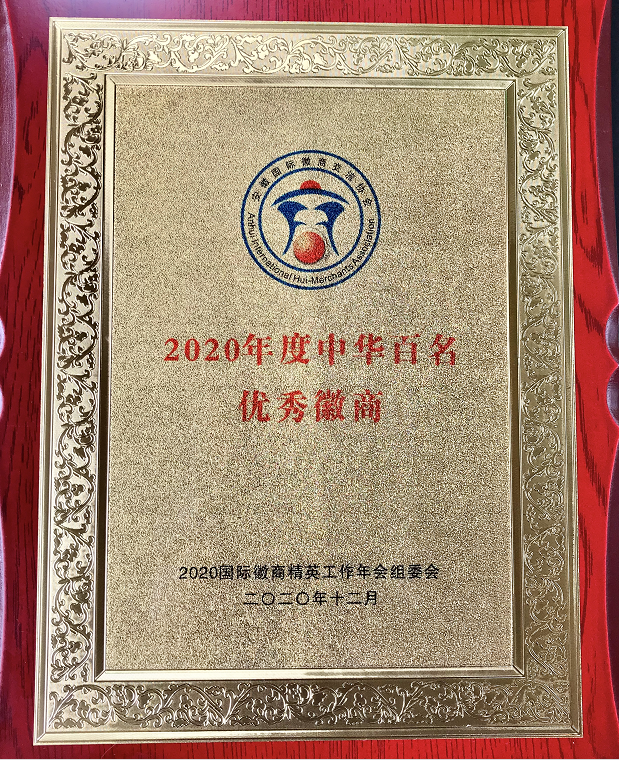 安徽国际徽商交流协会
Anhui International Hui-Merchants Association
2020年度中华百名
优秀徽商
2020国际徽商精英工作年会组委会
二〇二〇年十二月